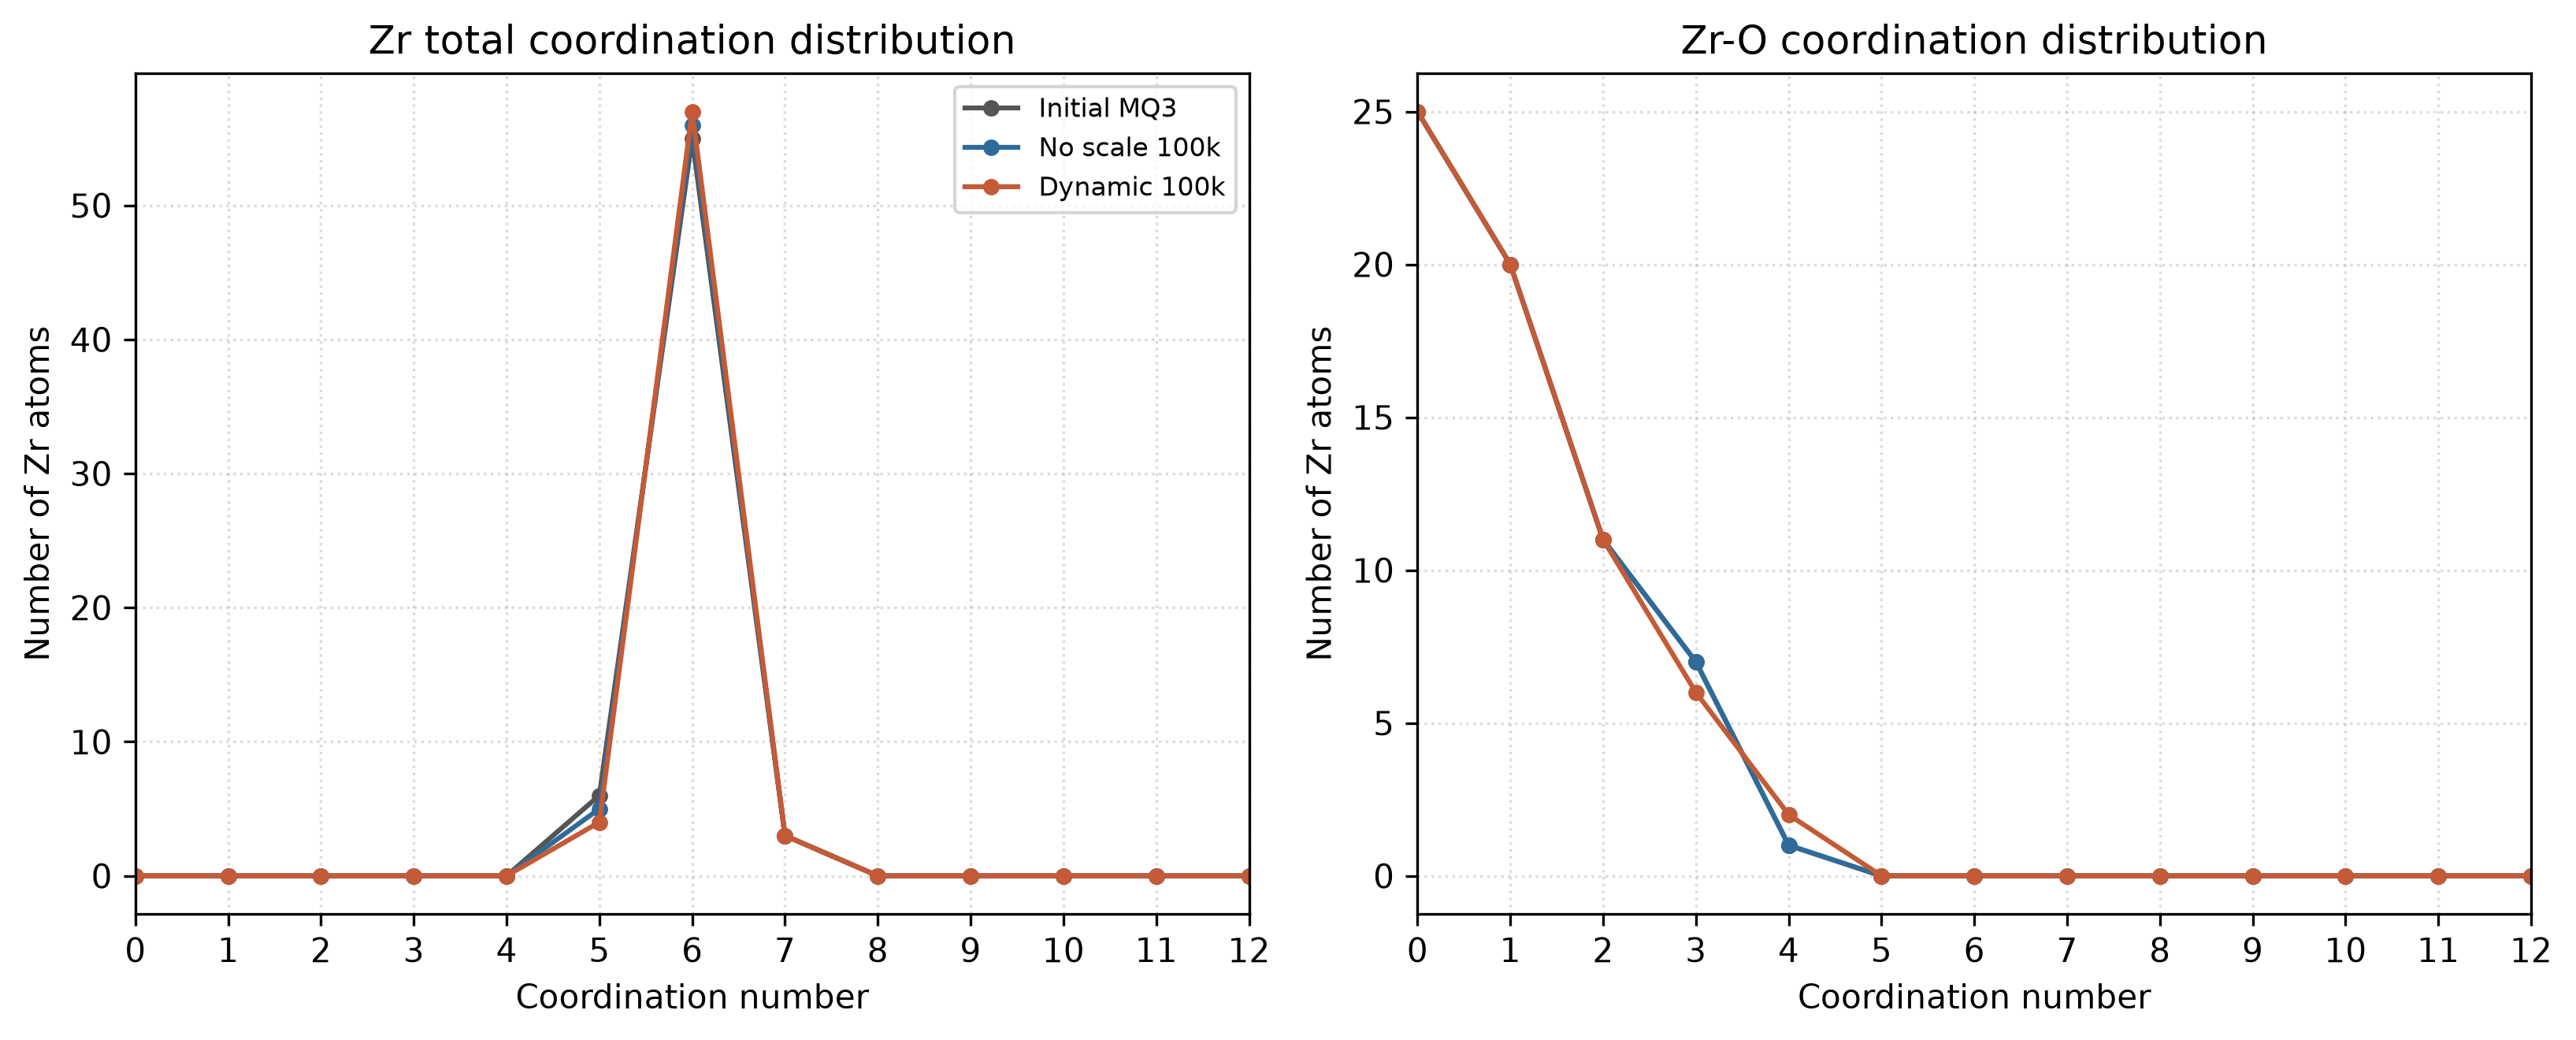 Zr total coordination distribution
Number of Zr atoms
50
40
30
20
10
0
Initial MQ3
No scale 100k
Dynamic 100k
0 1 2 3 4 5 6 7 8 9 10 11 12
Coordination number
Zr-O coordination distribution
Number of Zr atoms
25
20
15
10
5
0
0 1 2 3 4 5 6 7 8 9 10 11 12
Coordination number